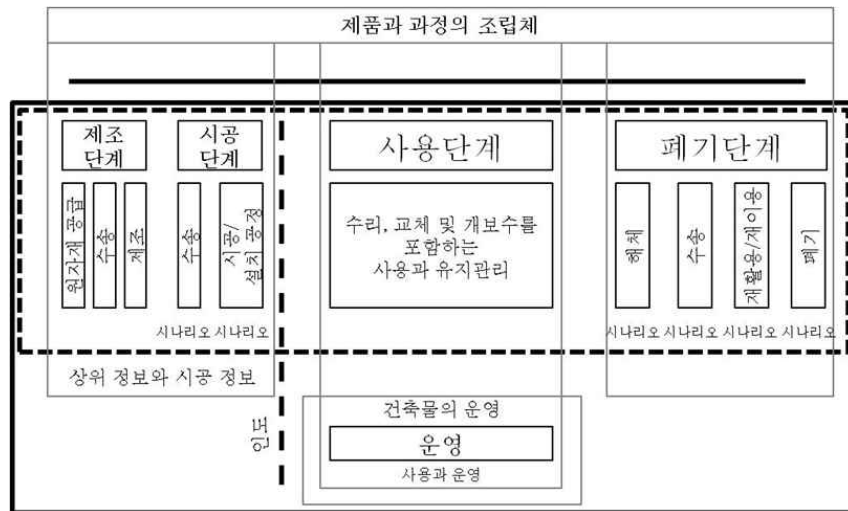 제품과 과정의 조립체
제조
단계
시공
단계
사용단계
폐기단계
원자재 공급
수송
제조
수송
시공/
설치 공정
수리, 교체 및 개보수를
포함하는
사용과 유지관리
해체
수송
재활용/재이용
폐기
시나리오 시나리오
시나리오 시나리오 시나리오 시나리오
상위 정보와 시공 정보
인도
건축물의 운영
운영
사용과 운영